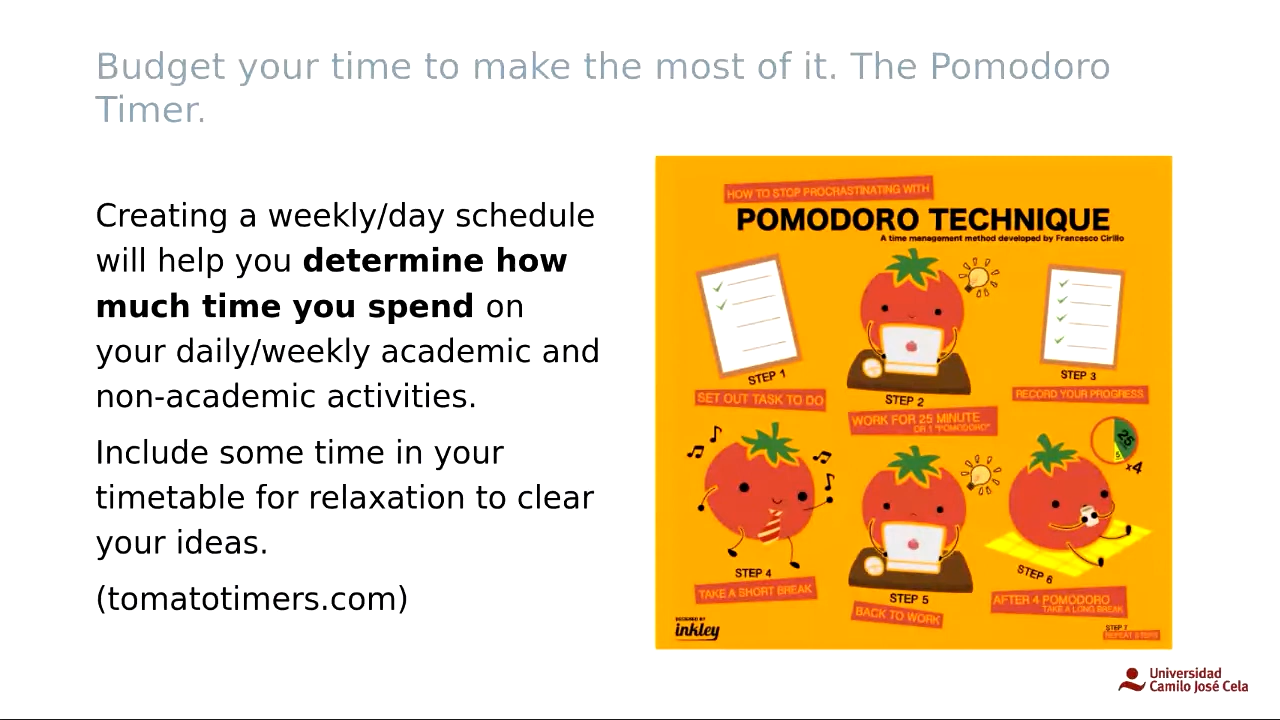 Budget your time to make the most of it. The Pomodoro
Timer.
Creating a weekly/day schedule
will help you determine how
much time you spend on
your daily/weekly academic and
non-academic activities.
Include some time in your
timetable for relaxation to clear
your ideas.
(tomatotimers.com)
HOW TO STOP PROCRASTINATING WITH
POMODORO TECHNIQUE
A time management method developed by Francesco Cirillo
STEP 1
SET OUT TASK TO DO
STEP 2
WORK FOR 25 MINUTE
OR 1 "POMODORO"
STEP 3
RECORD YOUR PROGRESS
STEP 4
TAKE A SHORT BREAK
STEP 5
BACK TO WORK
25
5
x4
STEP 6
AFTER 4 POMODORO
TAKE A LONG BREAK
STEP 7
REPEAT STEPS
DESIGNED BY
inkley
Universidad
Camilo José Cela